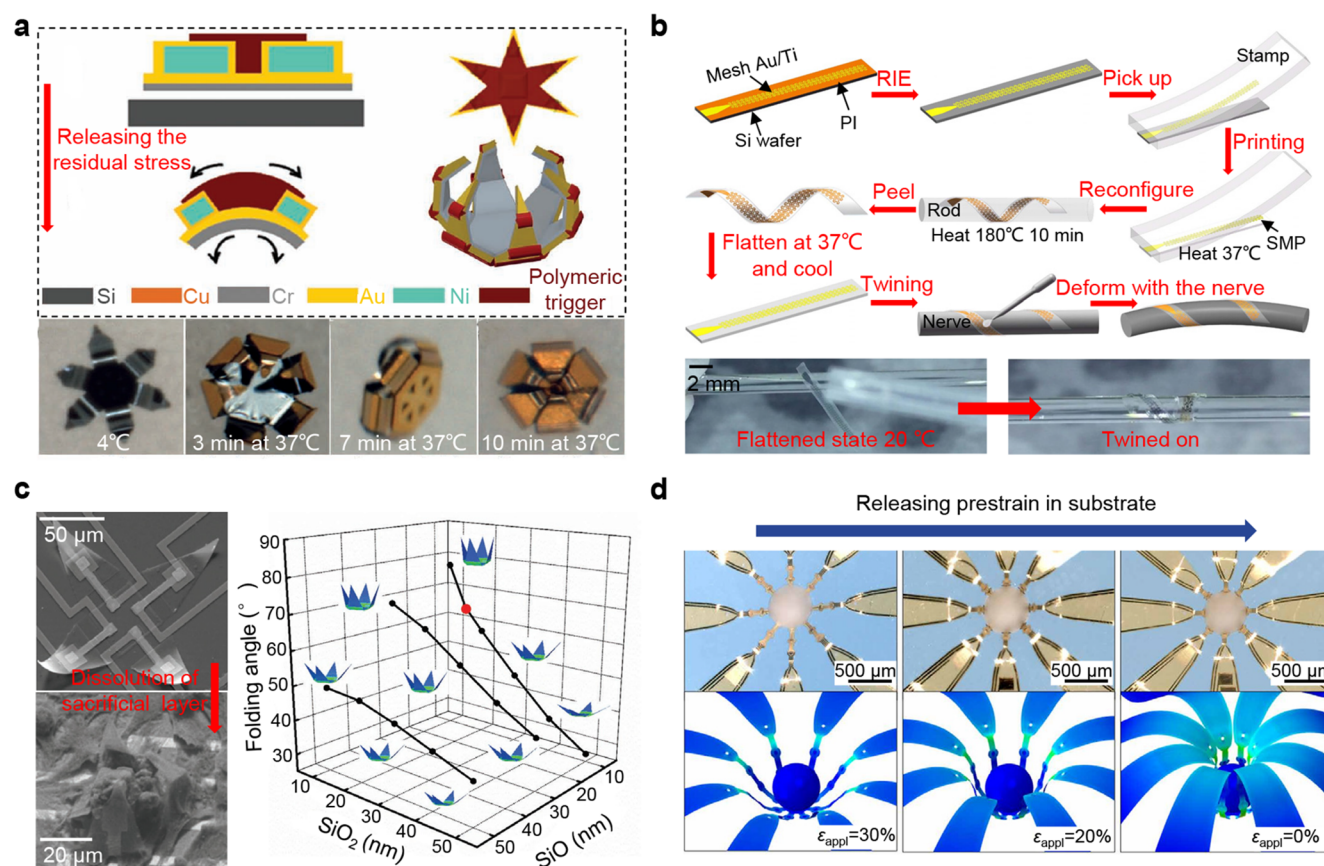 a
Releasing the
residual stress
Si Cu Cr Au Ni Polymeric
trigger
4℃
3 min at 37℃
7 min at 37℃
10 min at 37℃
b
Mesh Au/Ti
Si wafer
PI
RIE
Pick up
Stamp
Printing
Heat 37℃
SMP
Reconfigure
Rod
Heat 180℃ 10 min
Peel
Flatten at 37℃
and cool
Twining
Nerve
Deform with the nerve
2 mm
Flattened state 20 ℃
Twined on
c
50 µm
Dissolution of
sacrificial layer
20 µm
Folding angle (°)
90
80
70
60
50
40
30
10
20
30
40
50
SiO₂ (nm)
50
40
30
20
10
SiO (nm)
d
Releasing prestrain in substrate
500 µm
500 µm
500 µm
εappl=30%
εappl=20%
εappl=0%